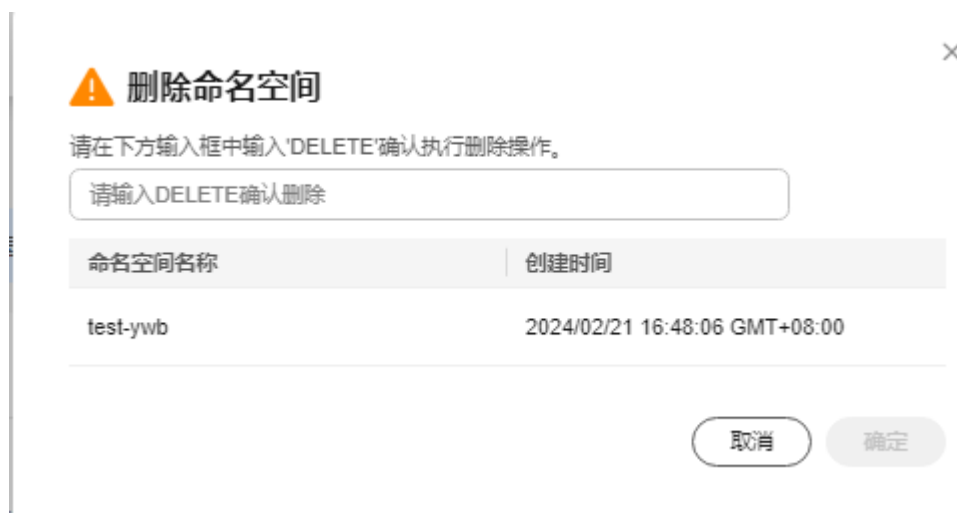 删除命名空间
请在下方输入框中输入'DELETE'确认执行删除操作。
请输入DELETE确认删除
命名空间名称 创建时间
test-ywb 2024/02/21 16:48:06 GMT+08:00
取消 确定